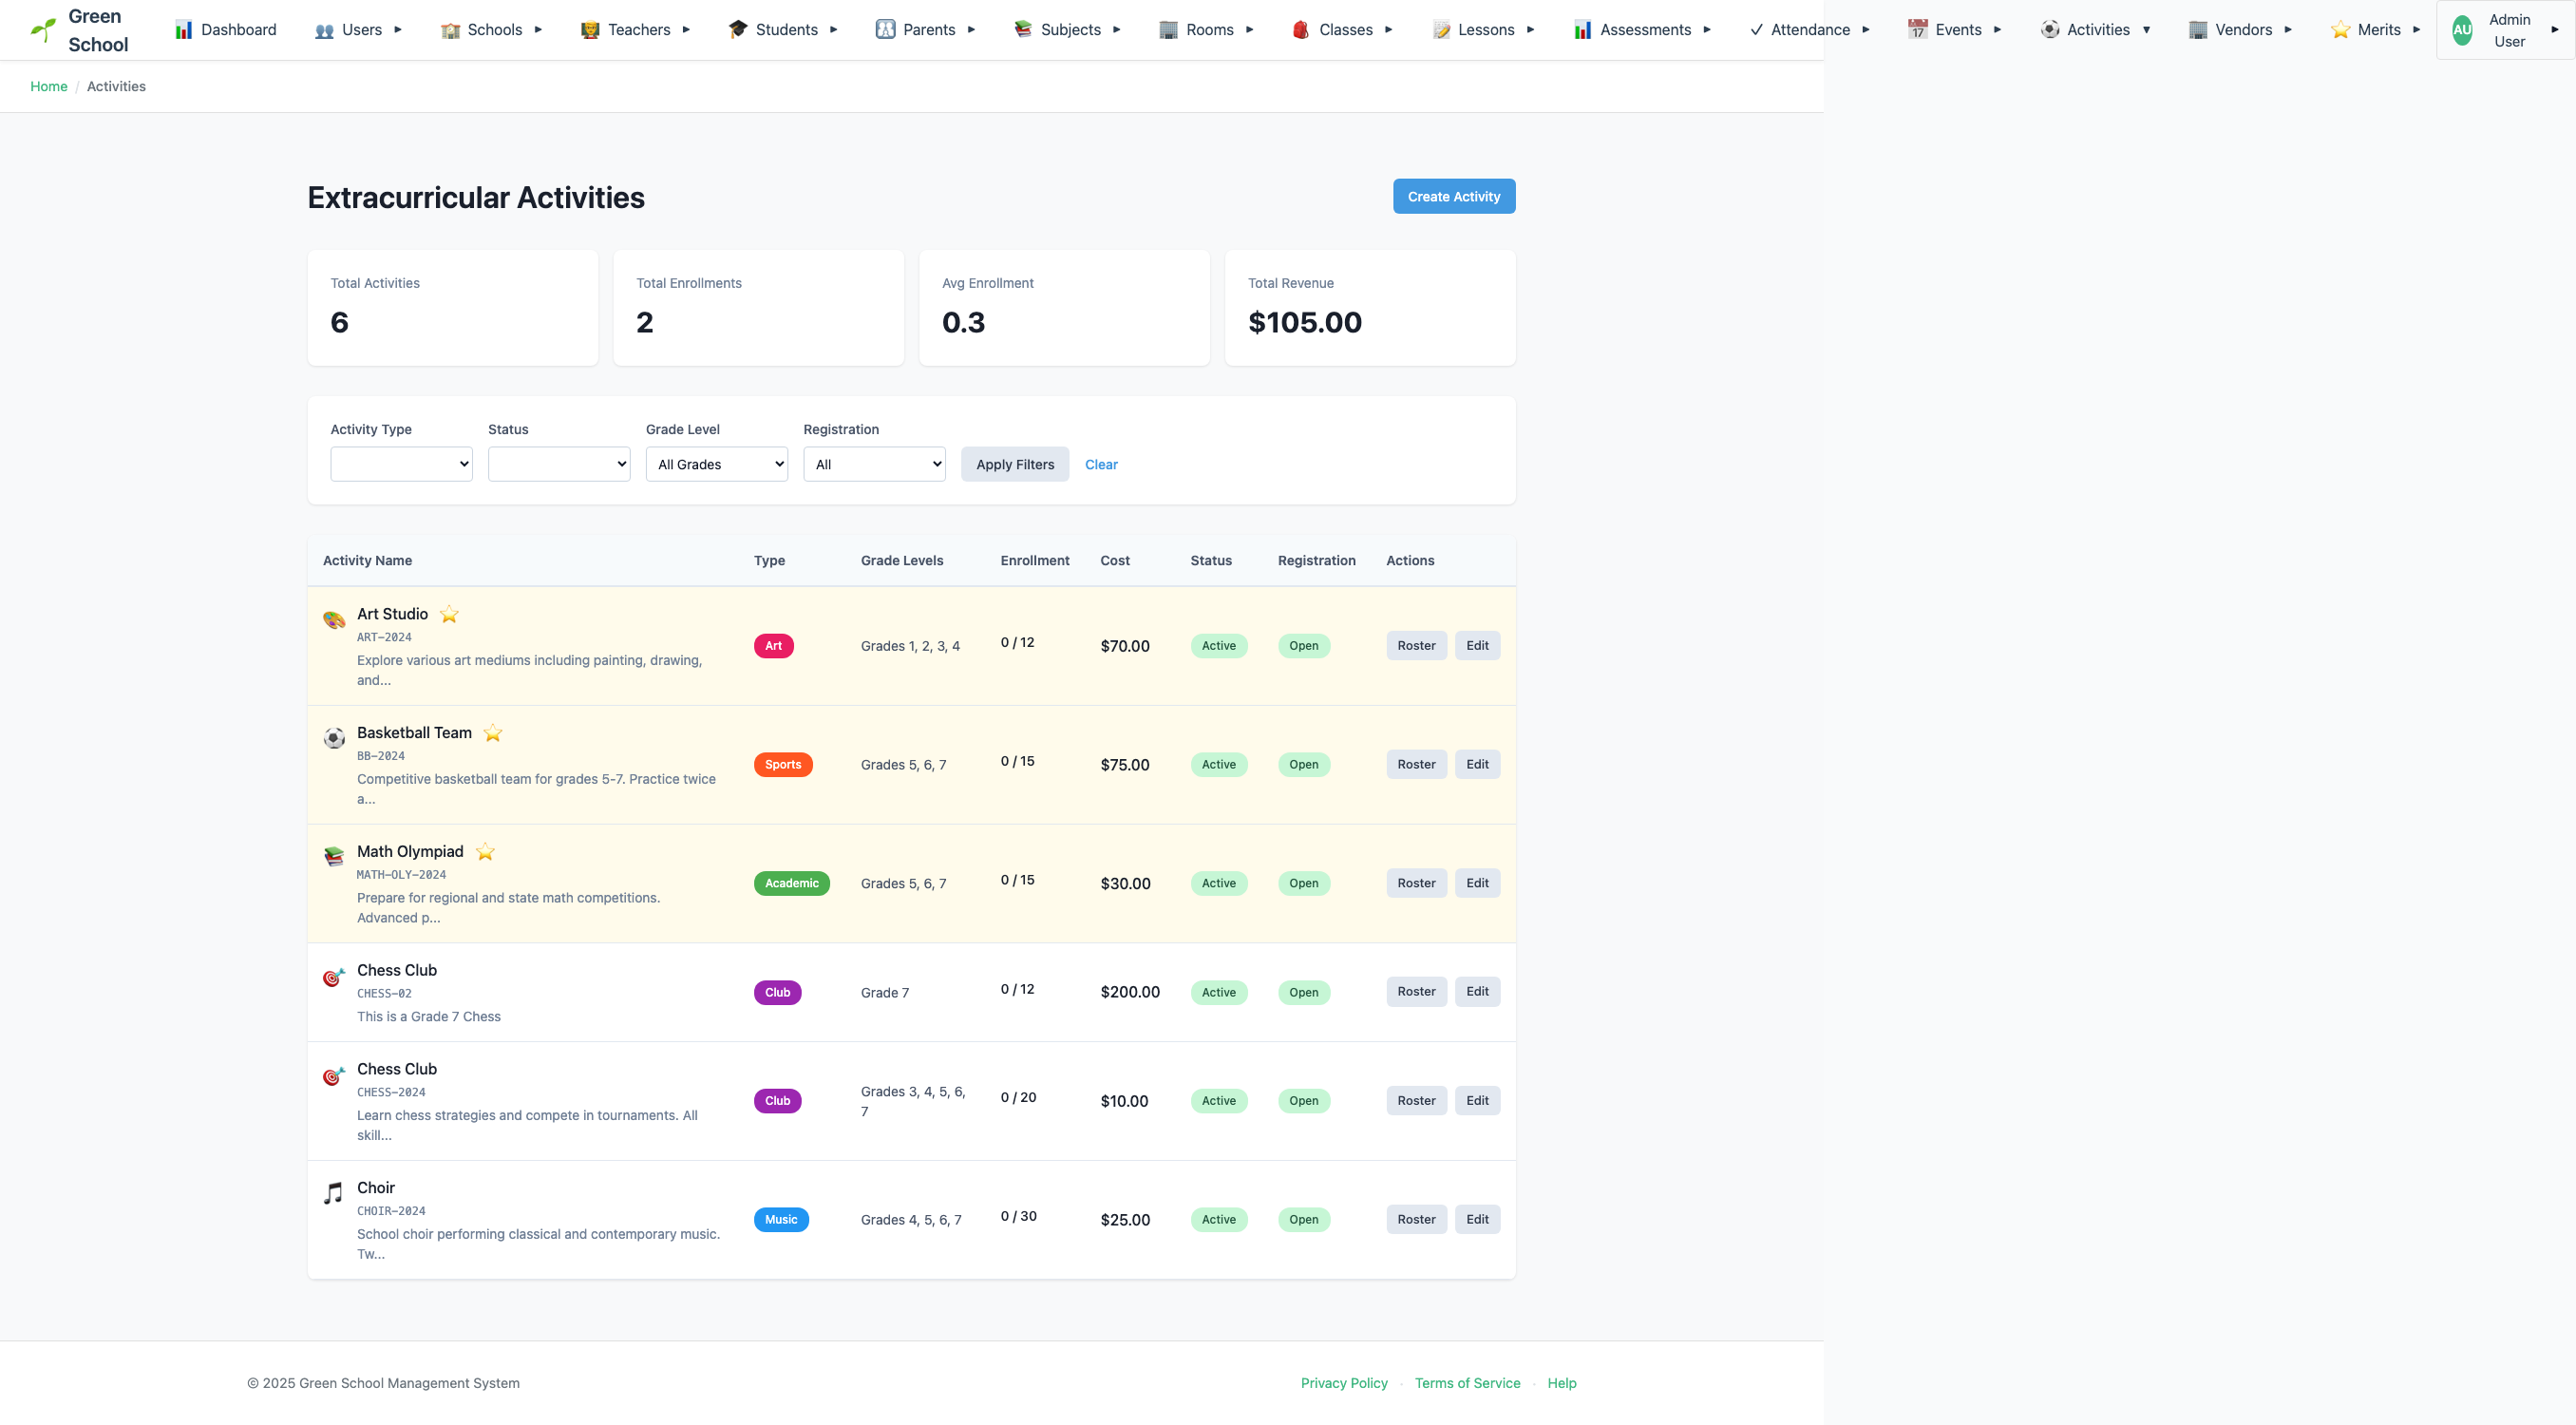 Green School
Dashboard
Users ▸
Schools ▸
Teachers ▸
Students ▸
Parents ▸
Subjects ▸
Rooms ▸
Classes ▸
Lessons ▸
Assessments ▸
✓ Attendance ▸
Events ▸
Activities ▾
Vendors ▸
Merits ▸
AU Admin User ▸
Home / Activities
Extracurricular Activities
Create Activity
Total Activities
6
Total Enrollments
2
Avg Enrollment
0.3
Total Revenue
$105.00
Activity Type
Status
Grade Level
All Grades
Registration
All
Apply Filters
Clear
Activity Name Type Grade Levels Enrollment Cost Status Registration Actions
Art Studio
ART-2024
Explore various art mediums including painting, drawing,
and...
Art Grades 1, 2, 3, 4 0 / 12 $70.00 Active Open Roster Edit
Basketball Team
BB-2024
Competitive basketball team for grades 5-7. Practice twice
a...
Sports Grades 5, 6, 7 0 / 15 $75.00 Active Open Roster Edit
Math Olympiad
MATH-OLY-2024
Prepare for regional and state math competitions.
Advanced p...
Academic Grades 5, 6, 7 0 / 15 $30.00 Active Open Roster Edit
Chess Club
CHESS-02
This is a Grade 7 Chess
Club Grade 7 0 / 12 $200.00 Active Open Roster Edit
Chess Club
CHESS-2024
Learn chess strategies and compete in tournaments. All
skill...
Club Grades 3, 4, 5, 6, 7 0 / 20 $10.00 Active Open Roster Edit
Choir
CHOIR-2024
School choir performing classical and contemporary music.
Tw...
Music Grades 4, 5, 6, 7 0 / 30 $25.00 Active Open Roster Edit
© 2025 Green School Management System
Privacy Policy · Terms of Service · Help